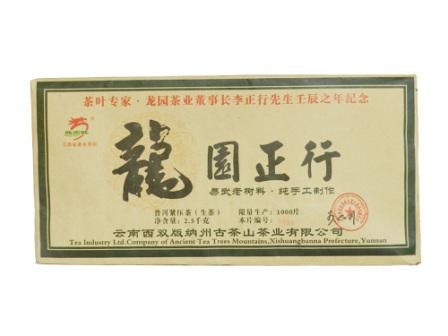 茶叶专家·龙园茶业董事长李正行先生壬辰之年纪念
龍園正行
易武老树料·纯手工制作
普洱紧压茶(生茶) 限量生产:1000片
净含量:2.5千克 本片编号:
云南西双版纳州古茶山茶业有限公司
Tea Industry Ltd.Company of Ancient Tea Trees Mountains,Xishuangbanna Prefecture,Yunnan